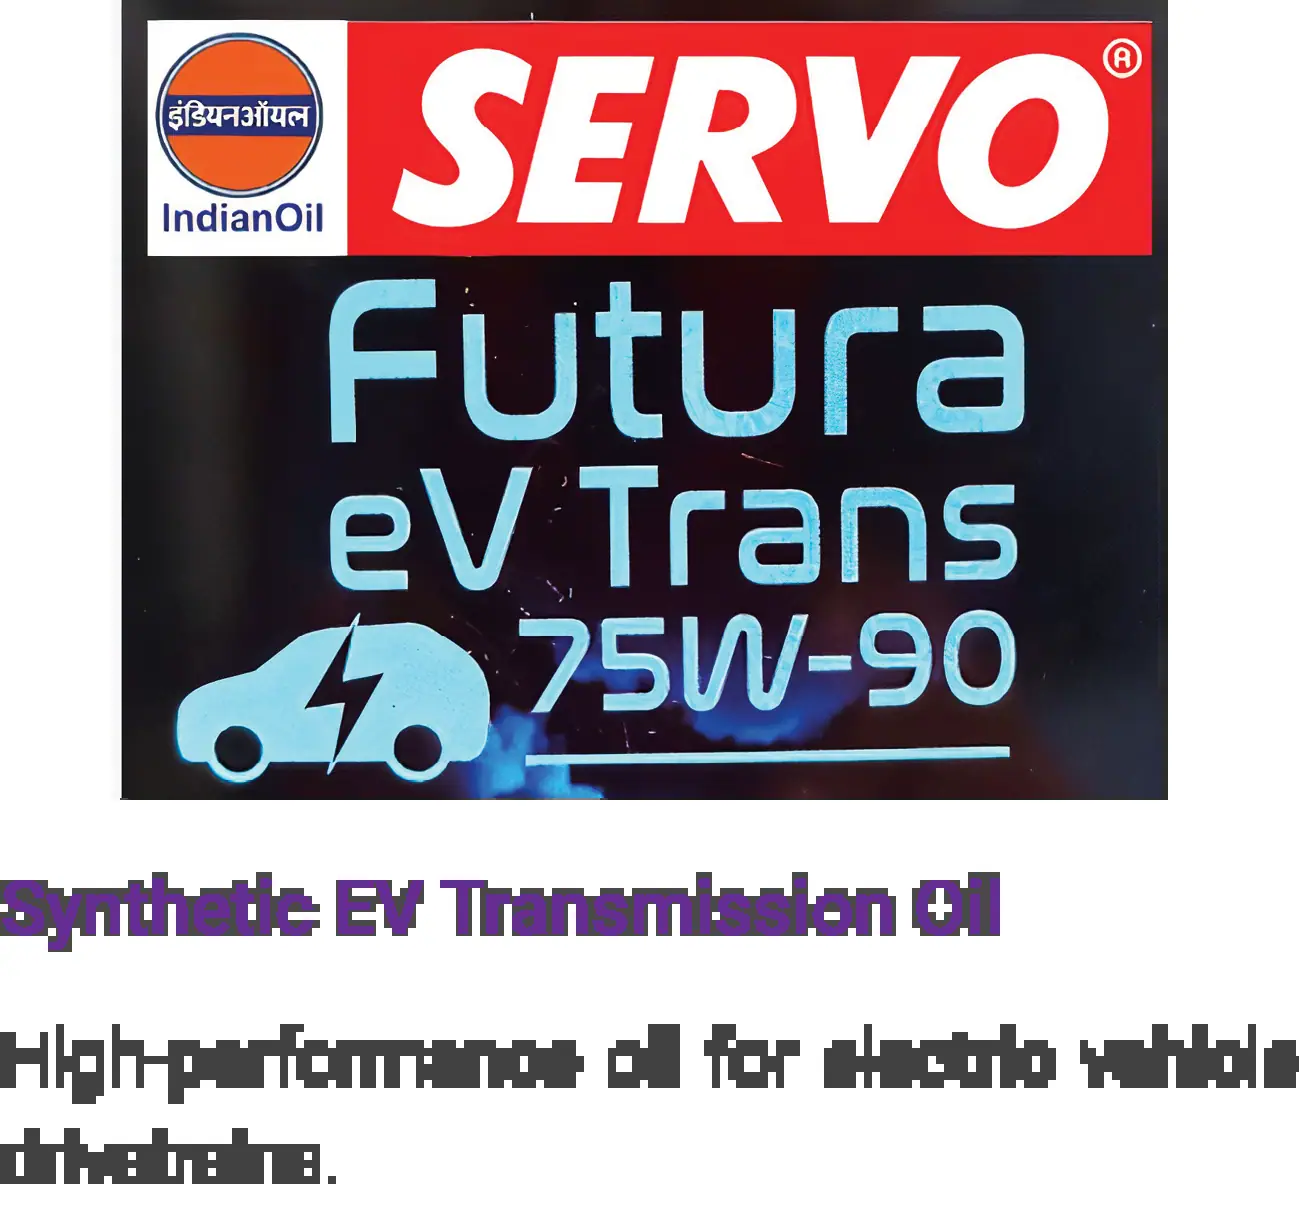 इंडियनऑयल
IndianOil
SERVO®
Futura
eV Trans
75W-90
Synthetic EV Transmission Oil
High-performance oil for electric vehicle
drivetrains.